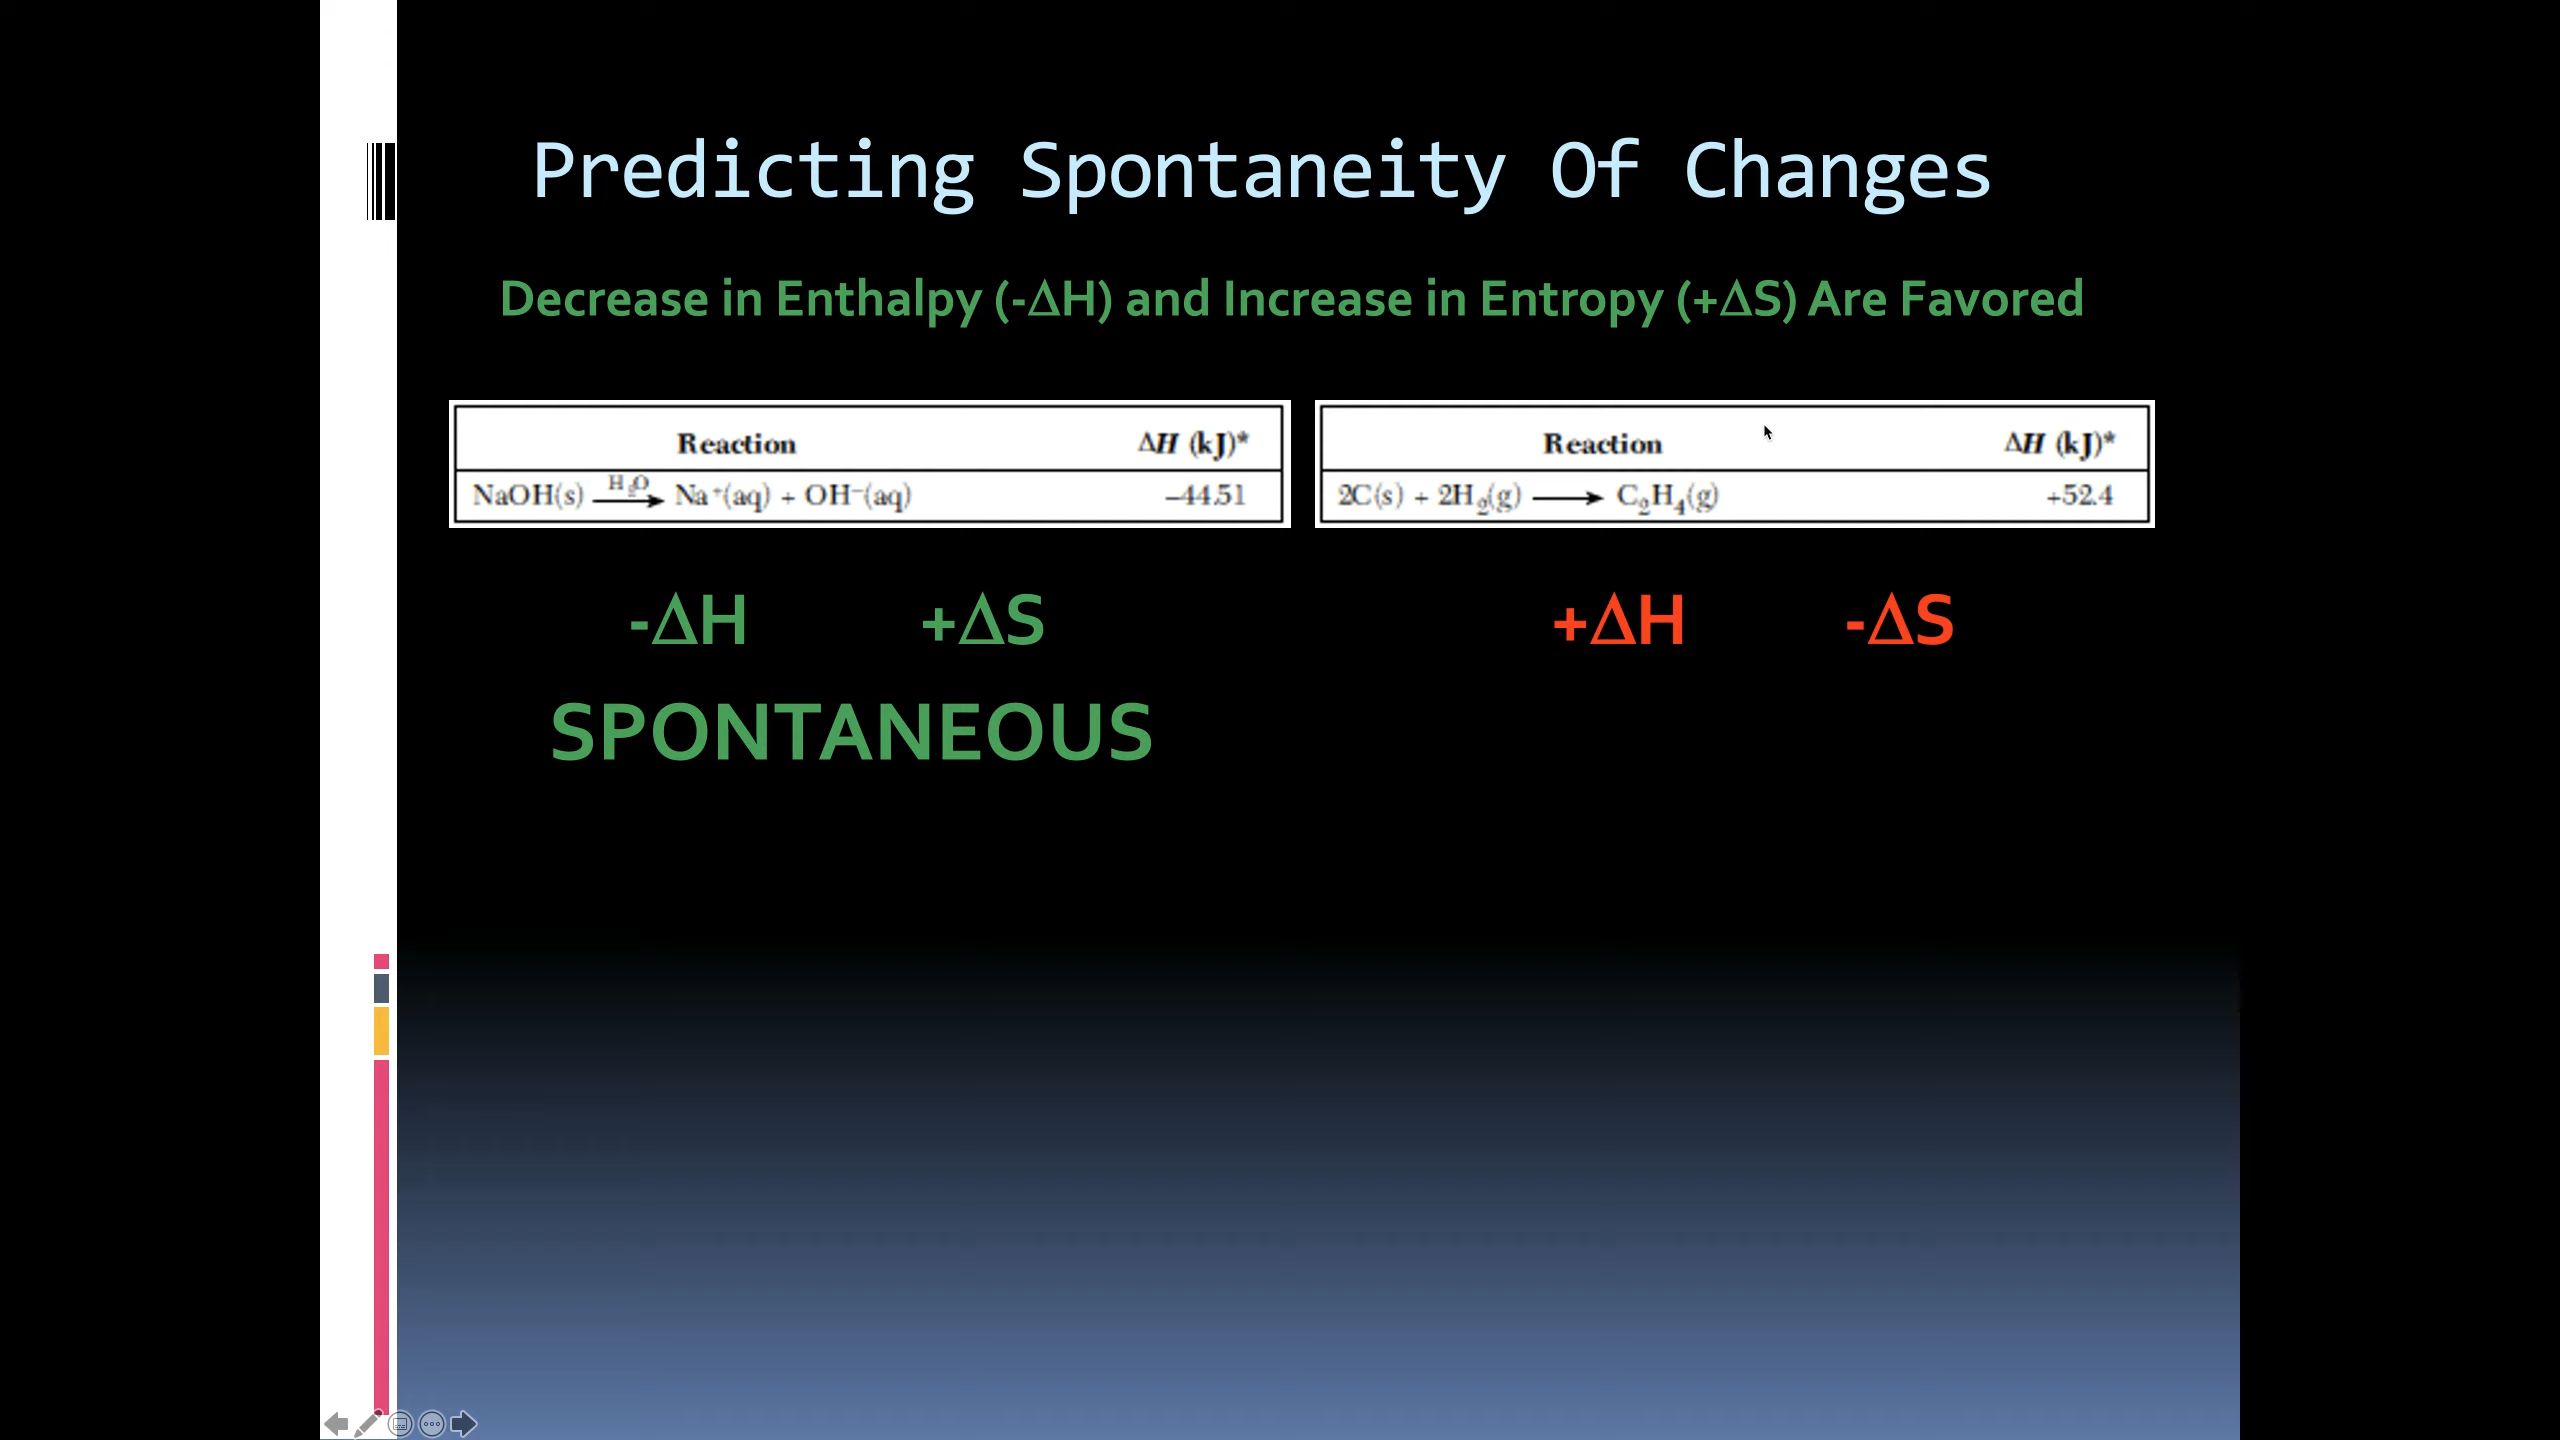 Predicting Spontaneity Of Changes
Decrease in Enthalpy (-ΔH) and Increase in Entropy (+ΔS) Are Favored
Reaction ΔH (kJ)*
NaOH(s) H₂O⟶ Na⁺(aq) + OH⁻(aq) –44.51
Reaction ΔH (kJ)*
2C(s) + 2H₂(g) ⟶ C₂H₄(g) +52.4
-ΔH +ΔS
+ΔH -ΔS
SPONTANEOUS